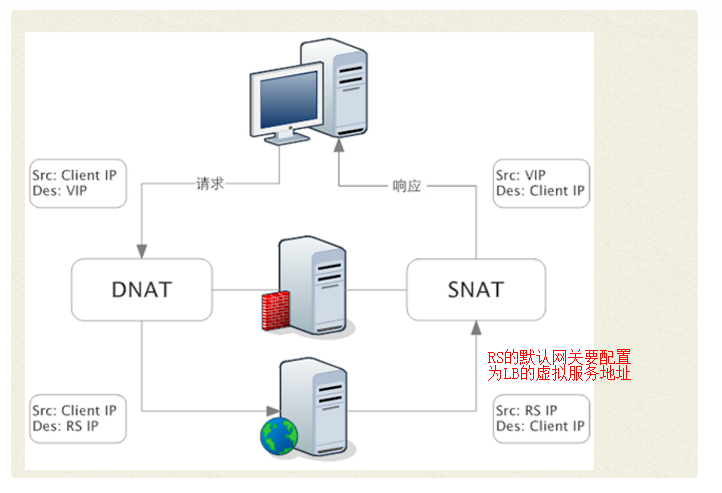 Src: Client IP
Des: VIP
请求
响应
Src: VIP
Des: Client IP
DNAT
SNAT
RS的默认网关要配置
为LB的虚拟服务地址
Src: Client IP
Des: RS IP
Src: RS IP
Des: Client IP